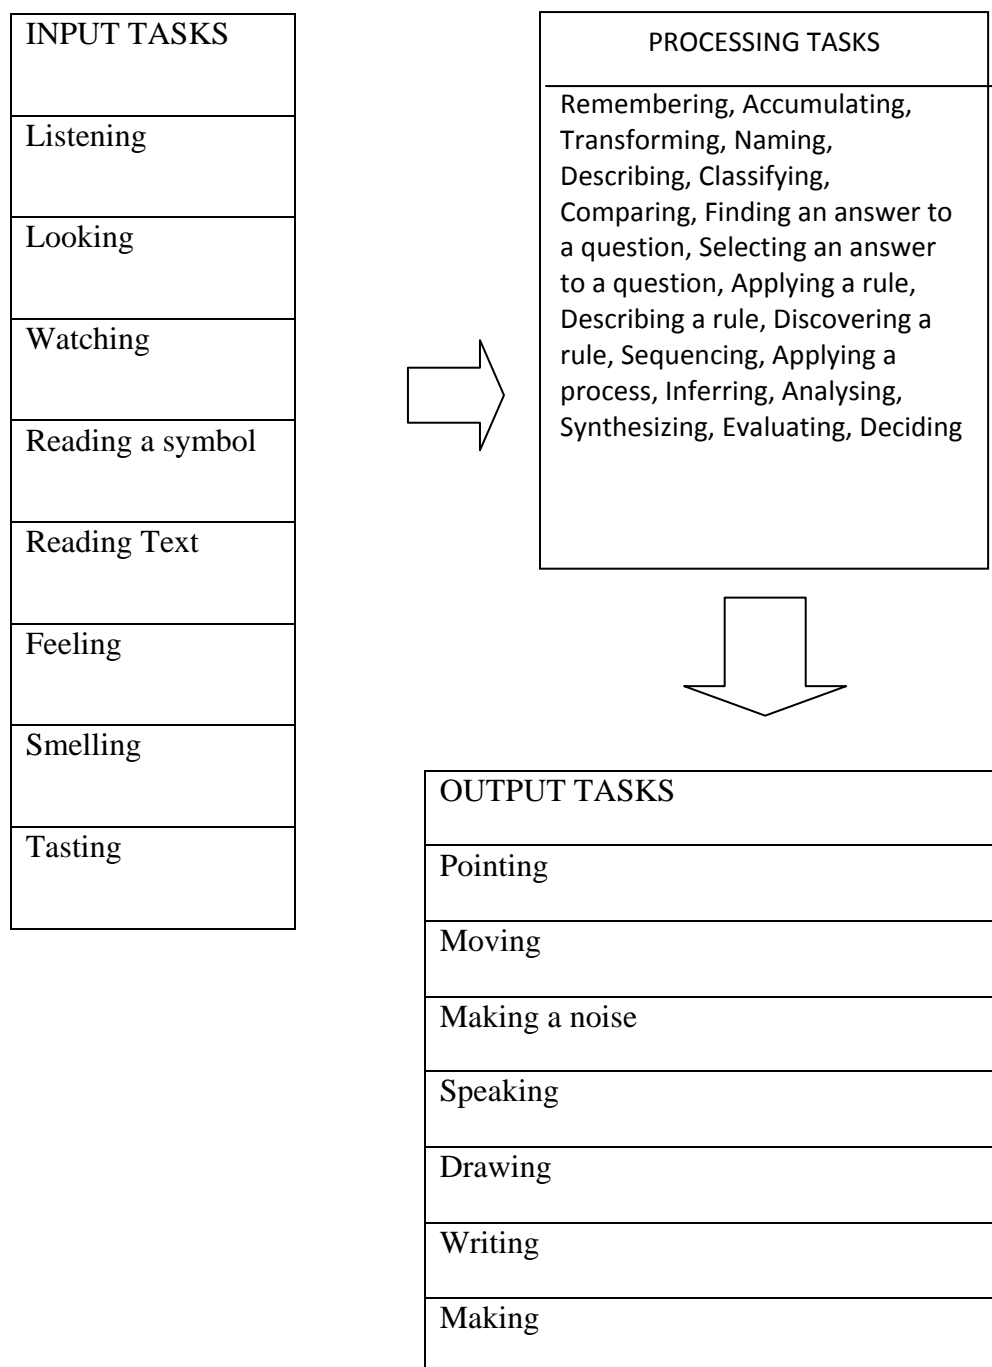 INPUT TASKS
Listening
Looking
Watching
Reading a symbol
Reading Text
Feeling
Smelling
Tasting
PROCESSING TASKS
Remembering, Accumulating,
Transforming, Naming,
Describing, Classifying,
Comparing, Finding an answer to
a question, Selecting an answer
to a question, Applying a rule,
Describing a rule, Discovering a
rule, Sequencing, Applying a
process, Inferring, Analysing,
Synthesizing, Evaluating, Deciding
OUTPUT TASKS
Pointing
Moving
Making a noise
Speaking
Drawing
Writing
Making